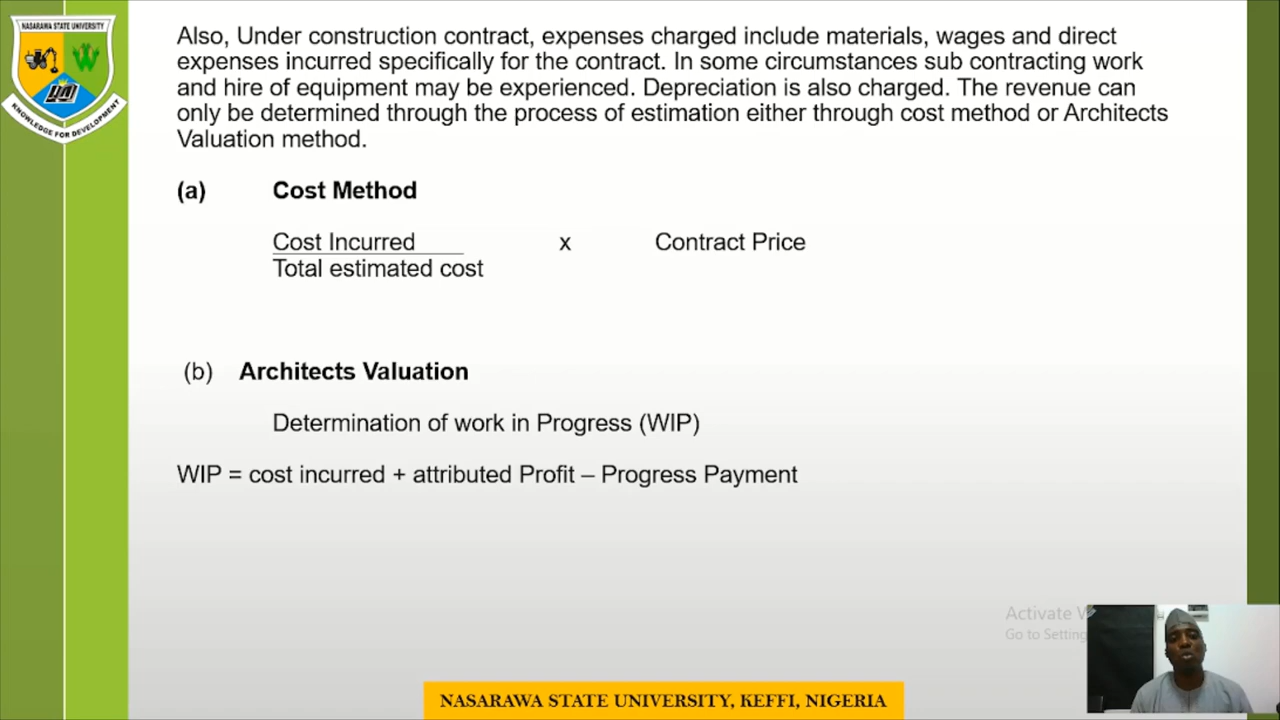 NASARAWA STATE UNIVERSITY
KNOWLEDGE FOR DEVELOPMENT
Also, Under construction contract, expenses charged include materials, wages and direct
expenses incurred specifically for the contract. In some circumstances sub contracting work
and hire of equipment may be experienced. Depreciation is also charged. The revenue can
only be determined through the process of estimation either through cost method or Architects
Valuation method.
(a) Cost Method
Cost Incurred x Contract Price
Total estimated cost
(b) Architects Valuation
Determination of work in Progress (WIP)
WIP = cost incurred + attributed Profit – Progress Payment
Activate
Go to Setting
NASARAWA STATE UNIVERSITY, KEFFI, NIGERIA